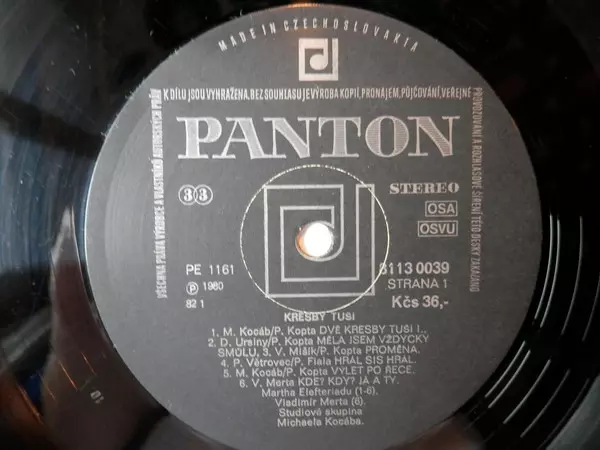 MADE IN CZECHOSLOVAKIA
VŠECHNA PRÁVA VÝROBCE A VLASTNÍKŮ AUTORSKÝCH PRÁV
K DÍLU JSOU VYHRAŽENA. BEZ SOUHLASU JE VÝROBA KOPIÍ, PRONÁJEM, PŮJČOVÁNÍ, VEŘEJNÉ
PROVOZOVÁNÍ A ROZHLASOVÉ ŠÍŘENÍ TÉTO DESKY ZAKÁZÁNO
PANTON
33 STEREO
OSA
OSVU
PE 1161 8113 0039
Ⓟ 1980 STRANA 1
82 1 Kčs 36,-
KRESBY TUŠÍ
1. M. Kocáb/P. Kopta DVĚ KRESBY TUŠÍ I..
2. D. Ursiny/P. Kopta MĚLA JSEM VŽDYCKY
SMŮLU, 3. V. Mišík/P. Kopta PROMĚNA.
4. P. Větrovec/P. Fiala HRÁL SIS HRÁL.
5. M. Kocáb/P. Kopta VÝLET PO ŘECE.
6. V. Merta KDE? KDY? JÁ A TY.
Martha Elefteriadu (1-6).
Vladimír Merta (6).
Studiové skupina
Michaela Kocába.